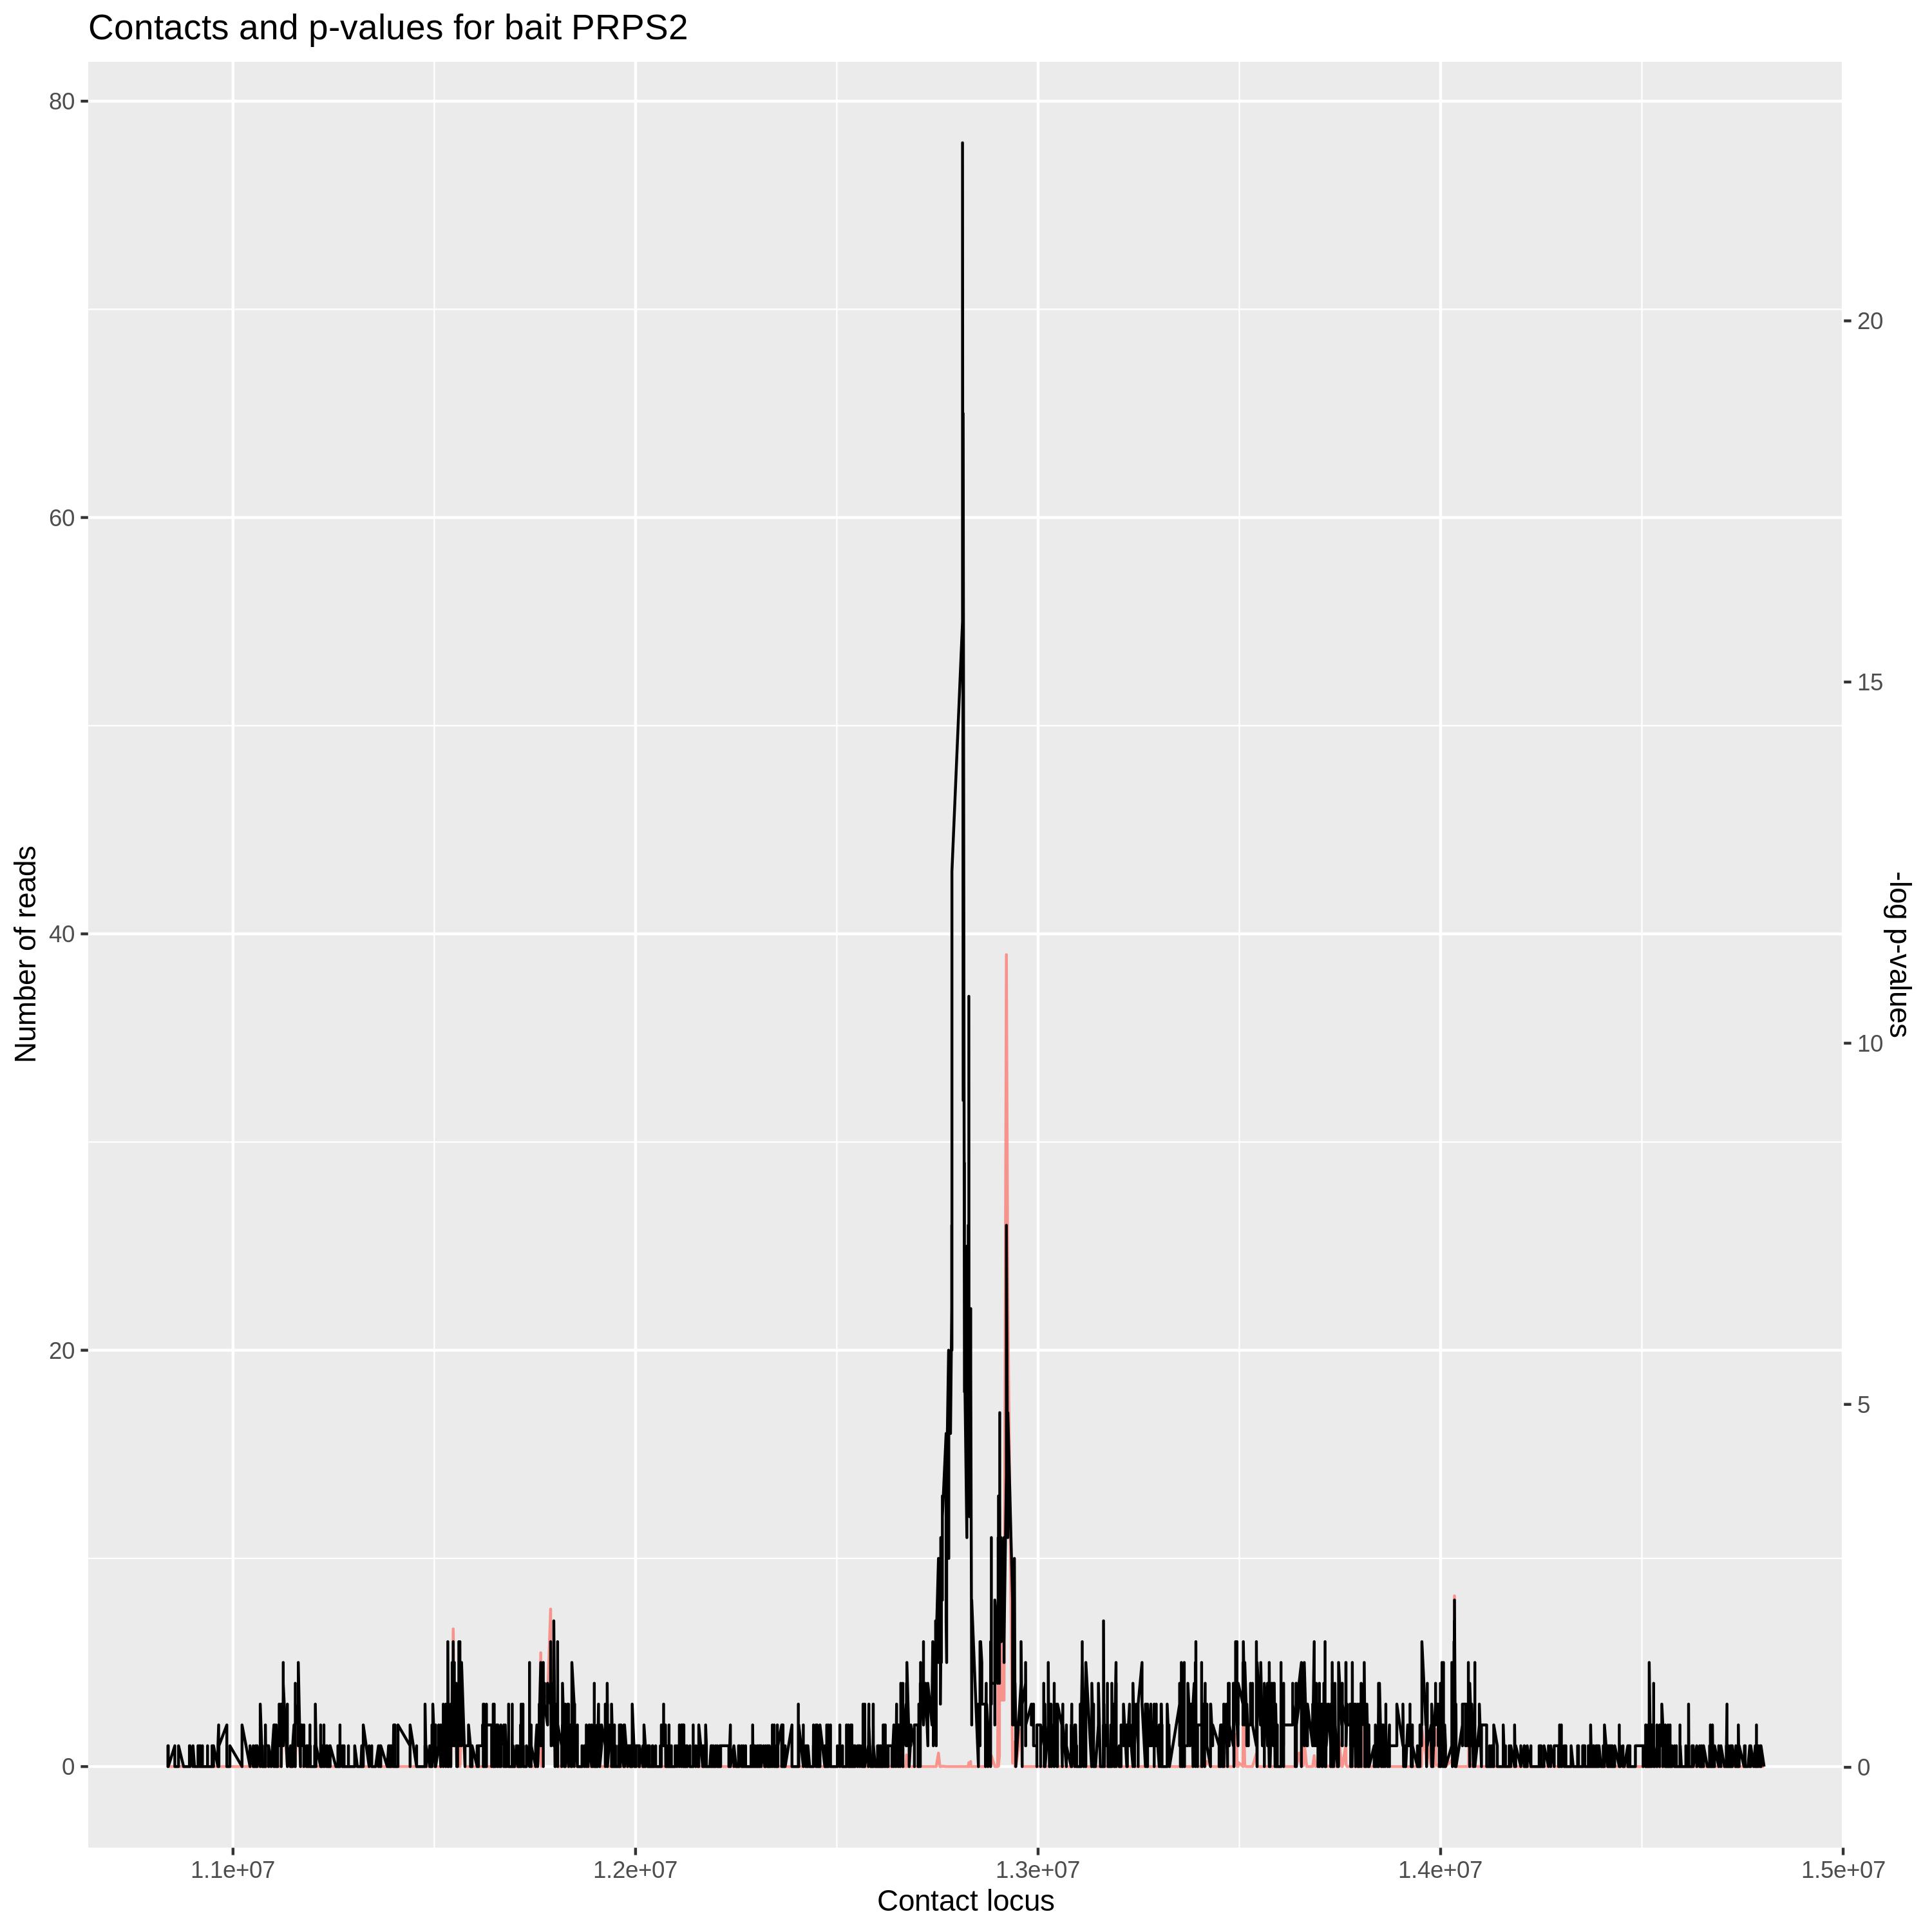 Contacts and p-values for bait PRPS2
80
60
40
20
0
Number of reads
20
15
10
5
0
-log p-values
1.1e+07
1.2e+07
1.3e+07
1.4e+07
1.5e+07
Contact locus